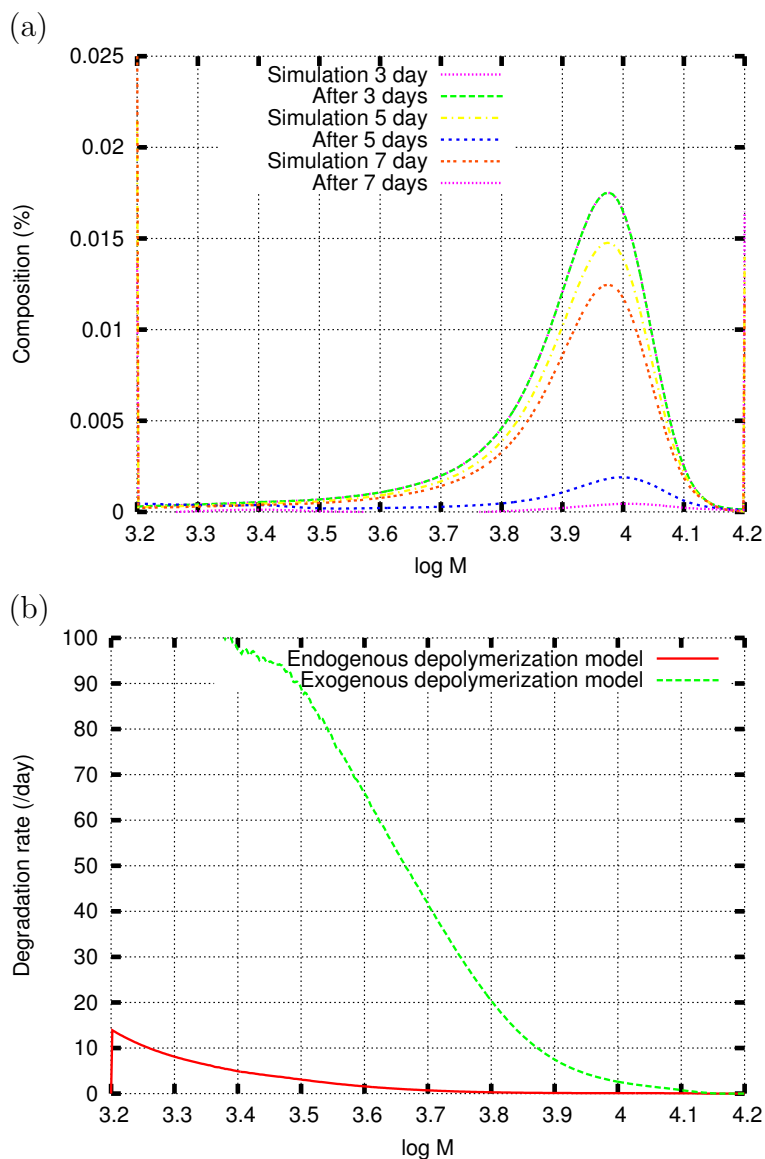 (a)
0.025
0.02
0.015
0.01
0.005
0
Composition (%)
Simulation 3 day
After 3 days
Simulation 5 day
After 5 days
Simulation 7 day
After 7 days
3.2 3.3 3.4 3.5 3.6 3.7 3.8 3.9 4 4.1 4.2
log M
(b)
100
90
80
70
60
50
40
30
20
10
0
Degradation rate (/day)
Endogenous depolymerization model
Exogenous depolymerization model
3.2 3.3 3.4 3.5 3.6 3.7 3.8 3.9 4 4.1 4.2
log M